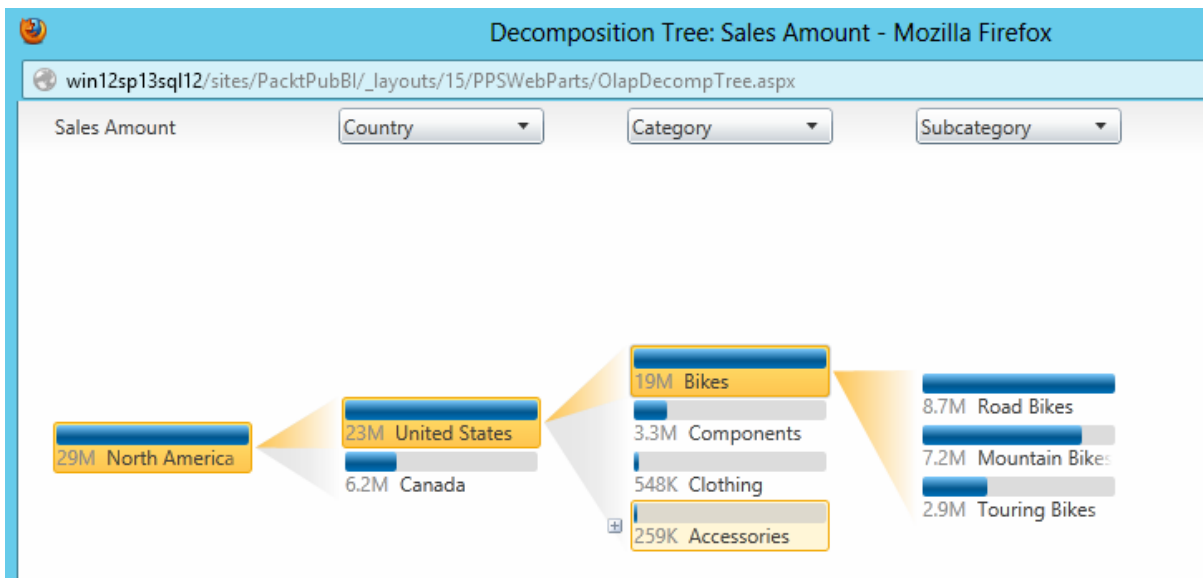 Decomposition Tree: Sales Amount - Mozilla Firefox
win12sp13sql12/sites/PacktPubBI/_layouts/15/PPSWebParts/OlapDecompTree.aspx
Sales Amount
Country
Category
Subcategory
29M North America
23M United States
6.2M Canada
19M Bikes
3.3M Components
548K Clothing
259K Accessories
8.7M Road Bikes
7.2M Mountain Bikes
2.9M Touring Bikes